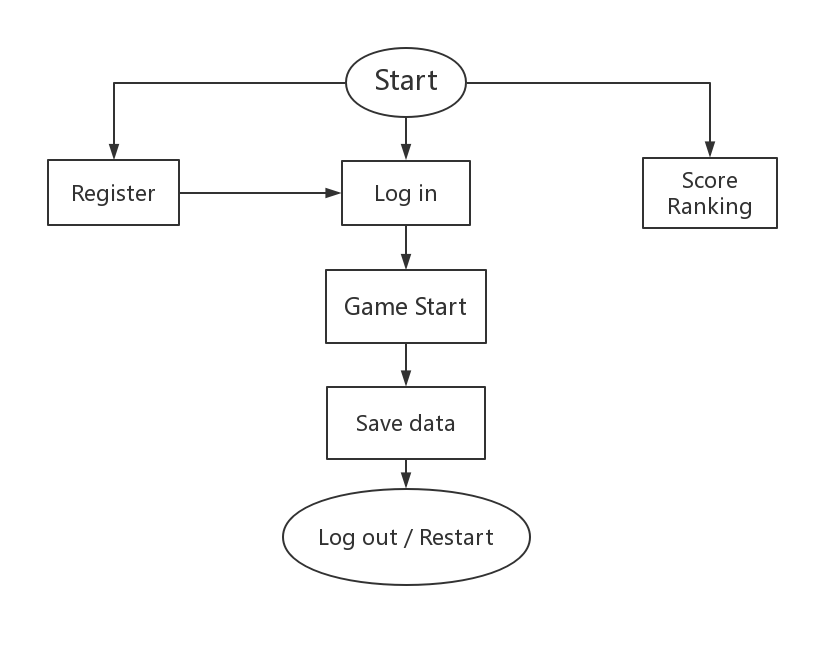 Start
Register
Log in
Score
Ranking
Game Start
Save data
Log out / Restart